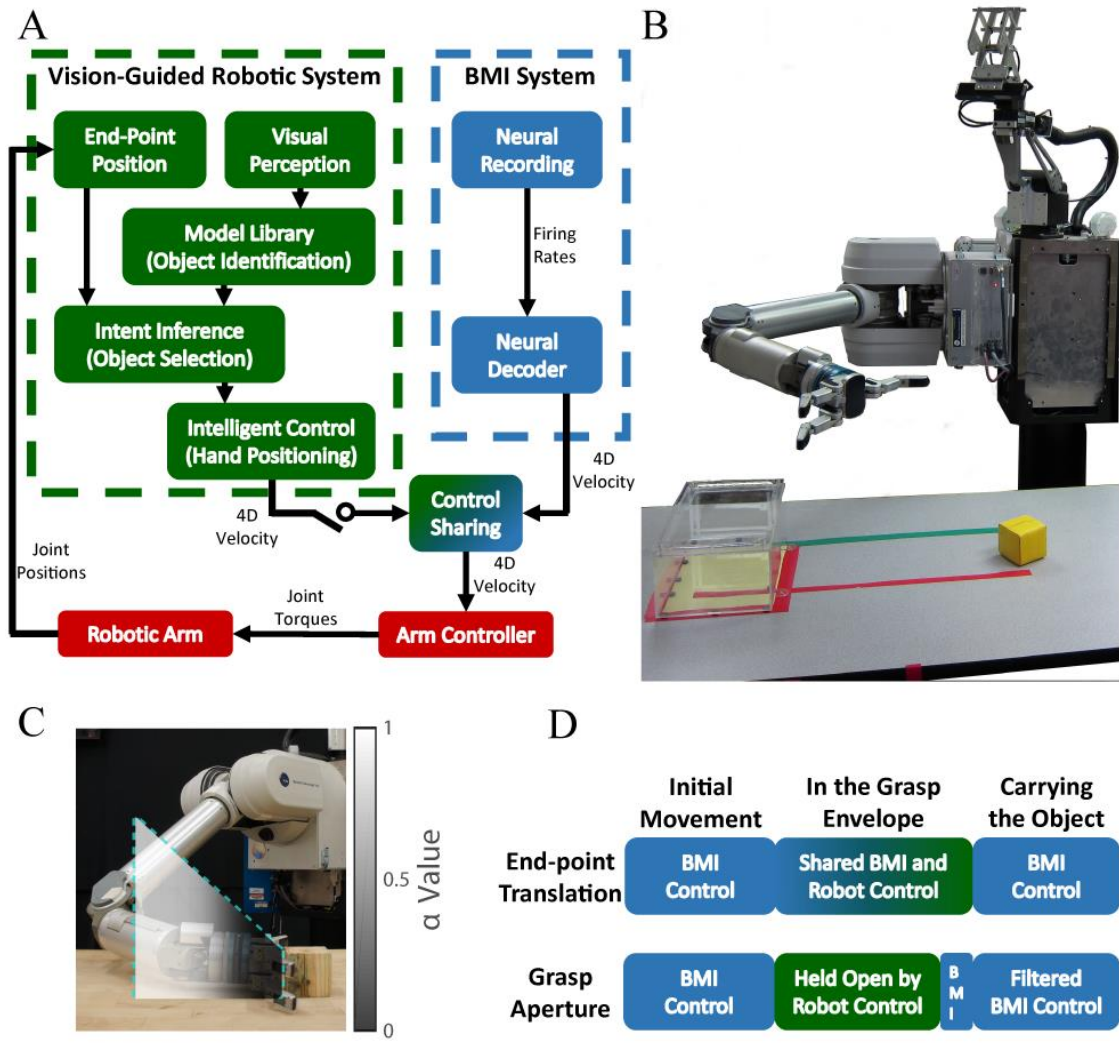 A
Vision-Guided Robotic System
BMI System
End-Point
Position
Visual
Perception
Neural
Recording
Model Library
(Object Identification)
Firing
Rates
Intent Inference
(Object Selection)
Neural
Decoder
Intelligent Control
(Hand Positioning)
4D
Velocity
Control
Sharing
4D
Velocity
Joint
Positions
4D
Velocity
Joint
Torques
Robotic Arm
Arm Controller
B
C
1
0.5
0
α Value
D
Initial
Movement
In the Grasp
Envelope
Carrying
the Object
End-point
Translation
BMI
Control
Shared BMI and
Robot Control
BMI
Control
Grasp
Aperture
BMI
Control
Held Open by
Robot Control
B
M
I
Filtered
BMI Control